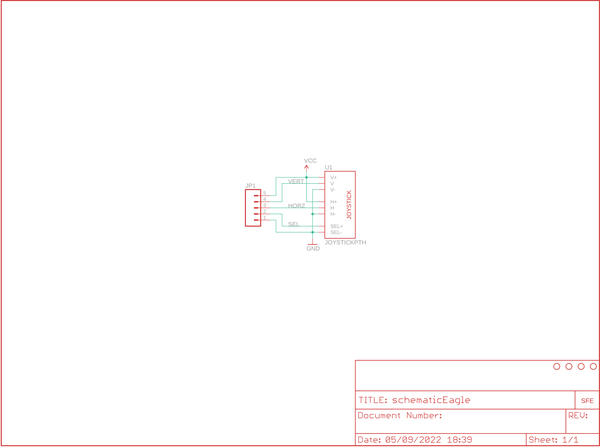 VCC
U1
V+
VERT
V
V-
JP1
H+
HORZ
H
H-
JOYSTICK
SEL
SEL+
SEL-
JOYSTICKPTH
GND
TITLE: schematicEagle
SFE
Document Number:
REV:
Date: 05/09/2022 18:39
Sheet: 1/1